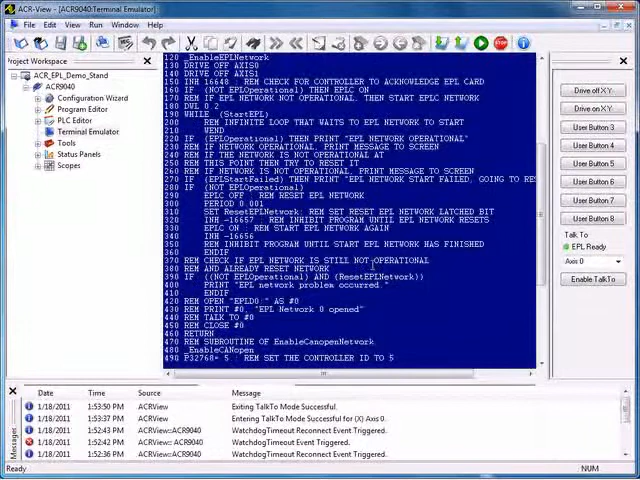 ACR-View - [ACR9040:Terminal Emulator]
File Edit View Run Window Help
Project Workspace
ACR_EPL_Demo_Stand
ACR9040
Configuration Wizard
Program Editor
PLC Editor
Terminal Emulator
Tools
Status Panels
Scopes
120 _EnableEPLNetwork
130 DRIVE OFF AXIS0
140 DRIVE OFF AXIS1
150 INH 16648 : REM CHECK FOR CONTROLLER TO ACKNOWLEDGE EPL CARD
160 IF (NOT EPLOperational) THEN EPLC ON
170 REM IF EPL NETWORK NOT OPERATIONAL, THEN START EPLC NETWORK
180 DWL 0.2
190 WHILE (StartEPL)
200 REM INFINITE LOOP THAT WAITS TO EPL NETWORK TO START
210 WEND
220 IF (EPLOperational) THEN PRINT "EPL NETWORK OPERATIONAL"
230 REM IF NETWORK OPERATIONAL, PRINT MESSAGE TO SCREEN
240 REM IF THE NETWORK IS NOT OPERATIONAL AT
250 REM THIS POINT THEN TRY TO RESET IT
260 REM IF NETWORK IS NOT OPERATIONAL, PRINT MESSAGE TO SCREEN
270 IF (EPLStartFailed) THEN PRINT "EPL NETWORK START FAILED, GOING TO RES
280 IF (NOT EPLOperational)
290 EPLC OFF : REM RESET EPL NETWORK
300 PERIOD 0.001
310 SET ResetEPLNetwork: REM SET RESET EPL NETWORK LATCHED BIT
320 INH -16657 : REM INHIBIT PROGRAM UNTIL EPL NETWORK RESETS
330 EPLC ON : REM START EPL NETWORK AGAIN
340 INH -16656
350 REM INHIBIT PROGRAM UNTIL START EPL NETWORK HAS FINISHED
360 ENDIF
370 REM CHECK IF EPL NETWORK IS STILL NOT OPERATIONAL
380 REM AND ALREADY RESET NETWORK
390 IF ((NOT EPLOperational) AND (ResetEPLNetwork))
400 PRINT "EPL network problem occurred."
410 ENDIF
420 REM OPEN "EPLD0:" AS #0
430 REM PRINT #0, "EPL Network 0 opened"
440 REM TALK TO #0
450 REM CLOSE #0
460 RETURN
470 REM SUBROUTINE OF EnableCanopenNetwork
480 _EnableCANopen
490 P32768= 5 : REM SET THE CONTROLLER ID TO 5
Drive off X Y
Drive on X Y
User Button 3
User Button 4
User Button 5
User Button 6
User Button 7
User Button 8
Talk To
EPL Ready
Axis 0
Enable TalkTo
Messages
Date Time Source Message
1/18/2011 1:53:50 PM ACRView Exiting TalkTo Mode Successful.
1/18/2011 1:53:37 PM ACRView Entering TalkTo Mode Successful for (X) Axis 0.
1/18/2011 1:52:43 PM ACRView::ACR9040 WatchdogTimeout Reconnect Event Triggered.
1/18/2011 1:52:42 PM ACRView::ACR9040 WatchdogTimeout Event Triggered.
1/18/2011 1:52:36 PM ACRView::ACR9040 WatchdogTimeout Reconnect Event Triggered.
Ready
NUM